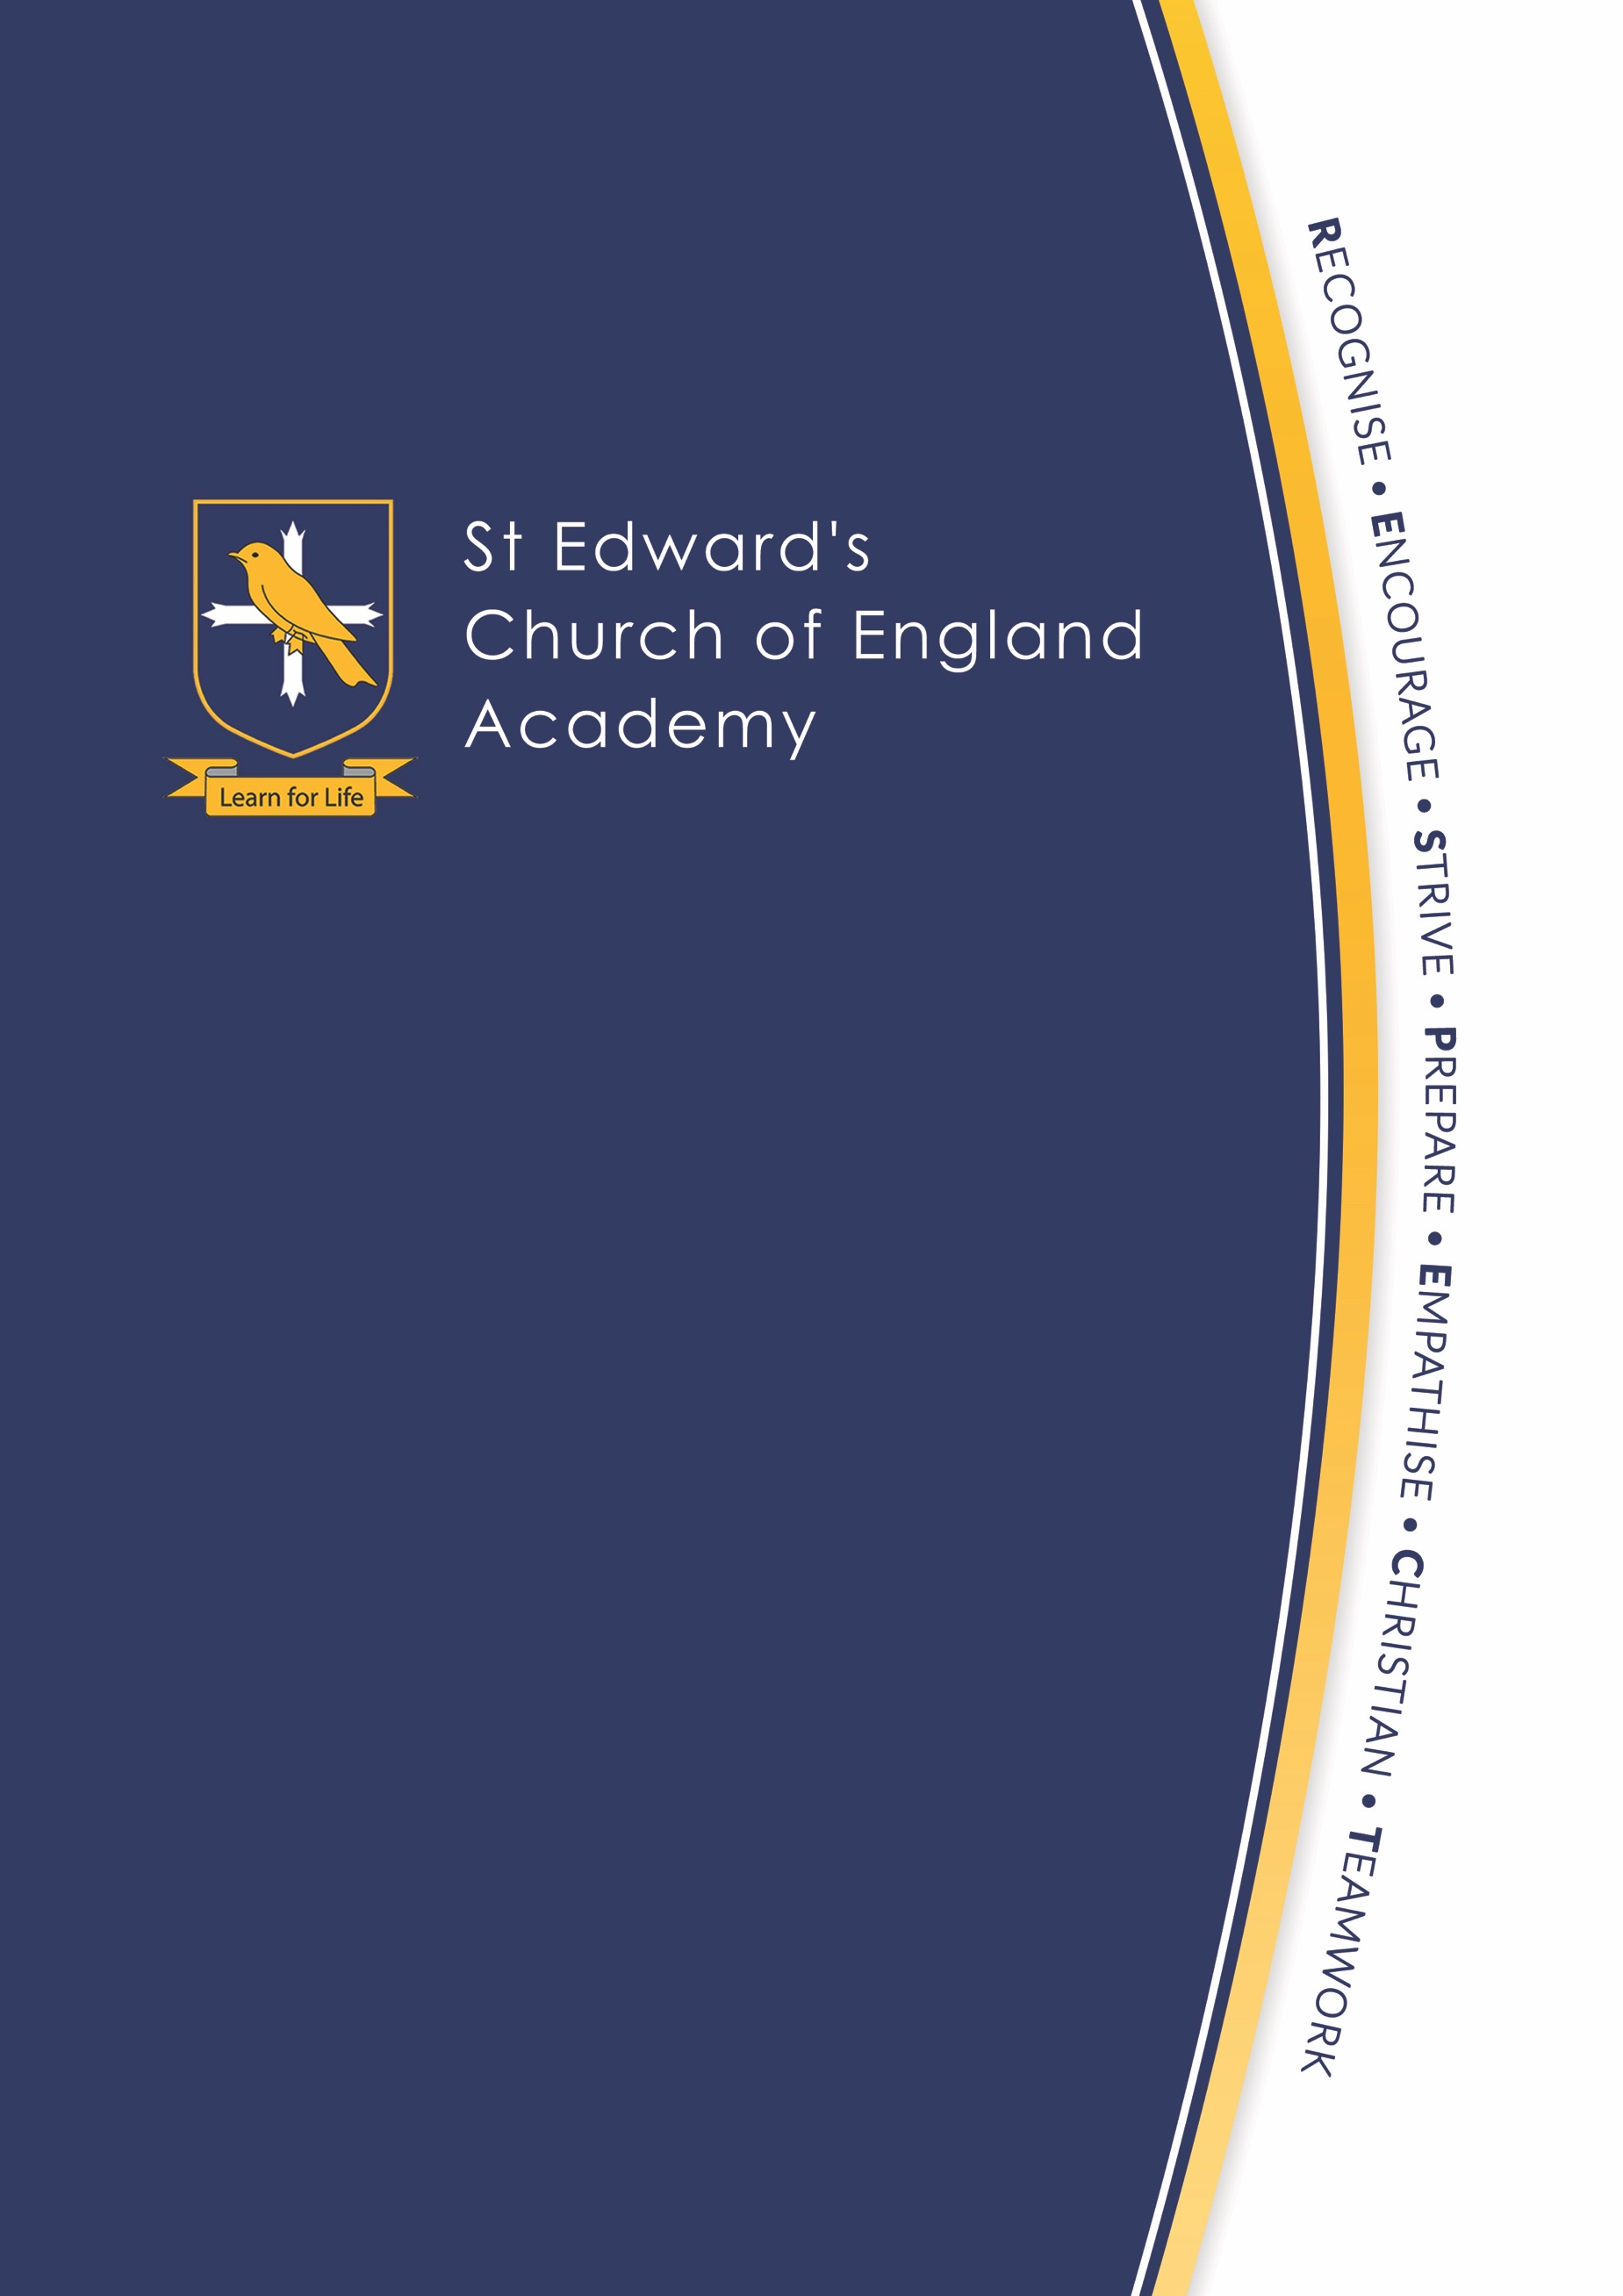 St Edward's
Church of England
Academy
Learn for Life
RECOGNISE • ENCOURAGE • STRIVE • PREPARE • EMPATHISE • CHRISTIAN • TEAMWORK